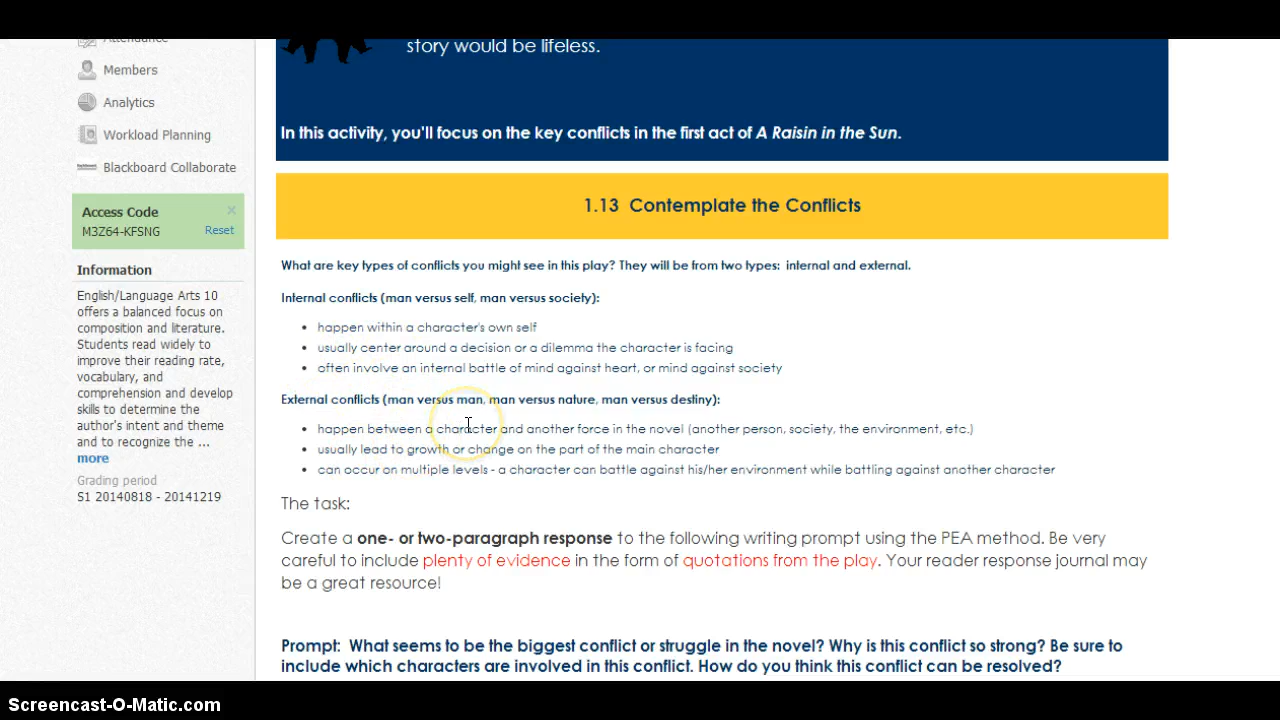 Attendance
Members
Analytics
Workload Planning
Blackboard Collaborate
Access Code
M3Z64-KFSNG
Reset
Information
English/Language Arts 10
offers a balanced focus on
composition and literature.
Students read widely to
improve their reading rate,
vocabulary, and
comprehension and develop
skills to determine the
author's intent and theme
and to recognize the ...
more
Grading period
S1 20140818 - 20141219
story would be lifeless.
In this activity, you'll focus on the key conflicts in the first act of A Raisin in the Sun.
1.13 Contemplate the Conflicts
What are key types of conflicts you might see in this play? They will be from two types: internal and external.
Internal conflicts (man versus self, man versus society):
• happen within a character's own self
• usually center around a decision or a dilemma the character is facing
• often involve an internal battle of mind against heart, or mind against society
External conflicts (man versus man, man versus nature, man versus destiny):
• happen between a character and another force in the novel (another person, society, the environment, etc.)
• usually lead to growth or change on the part of the main character
• can occur on multiple levels - a character can battle against his/her environment while battling against another character
The task:
Create a one- or two-paragraph response to the following writing prompt using the PEA method. Be very
careful to include plenty of evidence in the form of quotations from the play. Your reader response journal may
be a great resource!
Prompt: What seems to be the biggest conflict or struggle in the novel? Why is this conflict so strong? Be sure to
include which characters are involved in this conflict. How do you think this conflict can be resolved?
Screencast-O-Matic.com